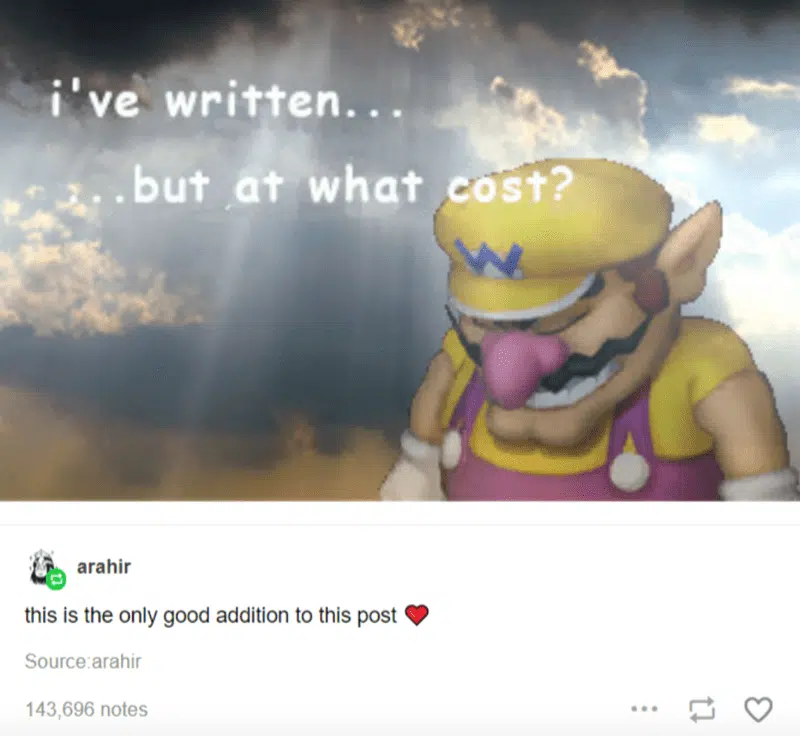 i've written...
...but at what cost?
W
arahir
this is the only good addition to this post ❤️
Source:arahir
143,696 notes